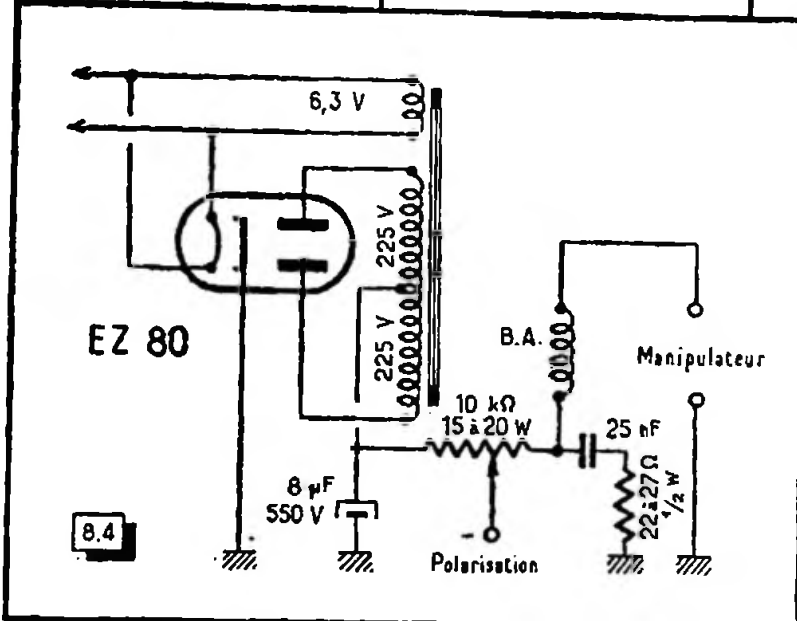 6,3 V
225 V
225 V
EZ 80
B.A.
Manipulateur
10 kΩ
15 à 20 W
25 nF
22 à 27 Ω
1/2 W
8 µF
550 V
-
Polarisation
8.4